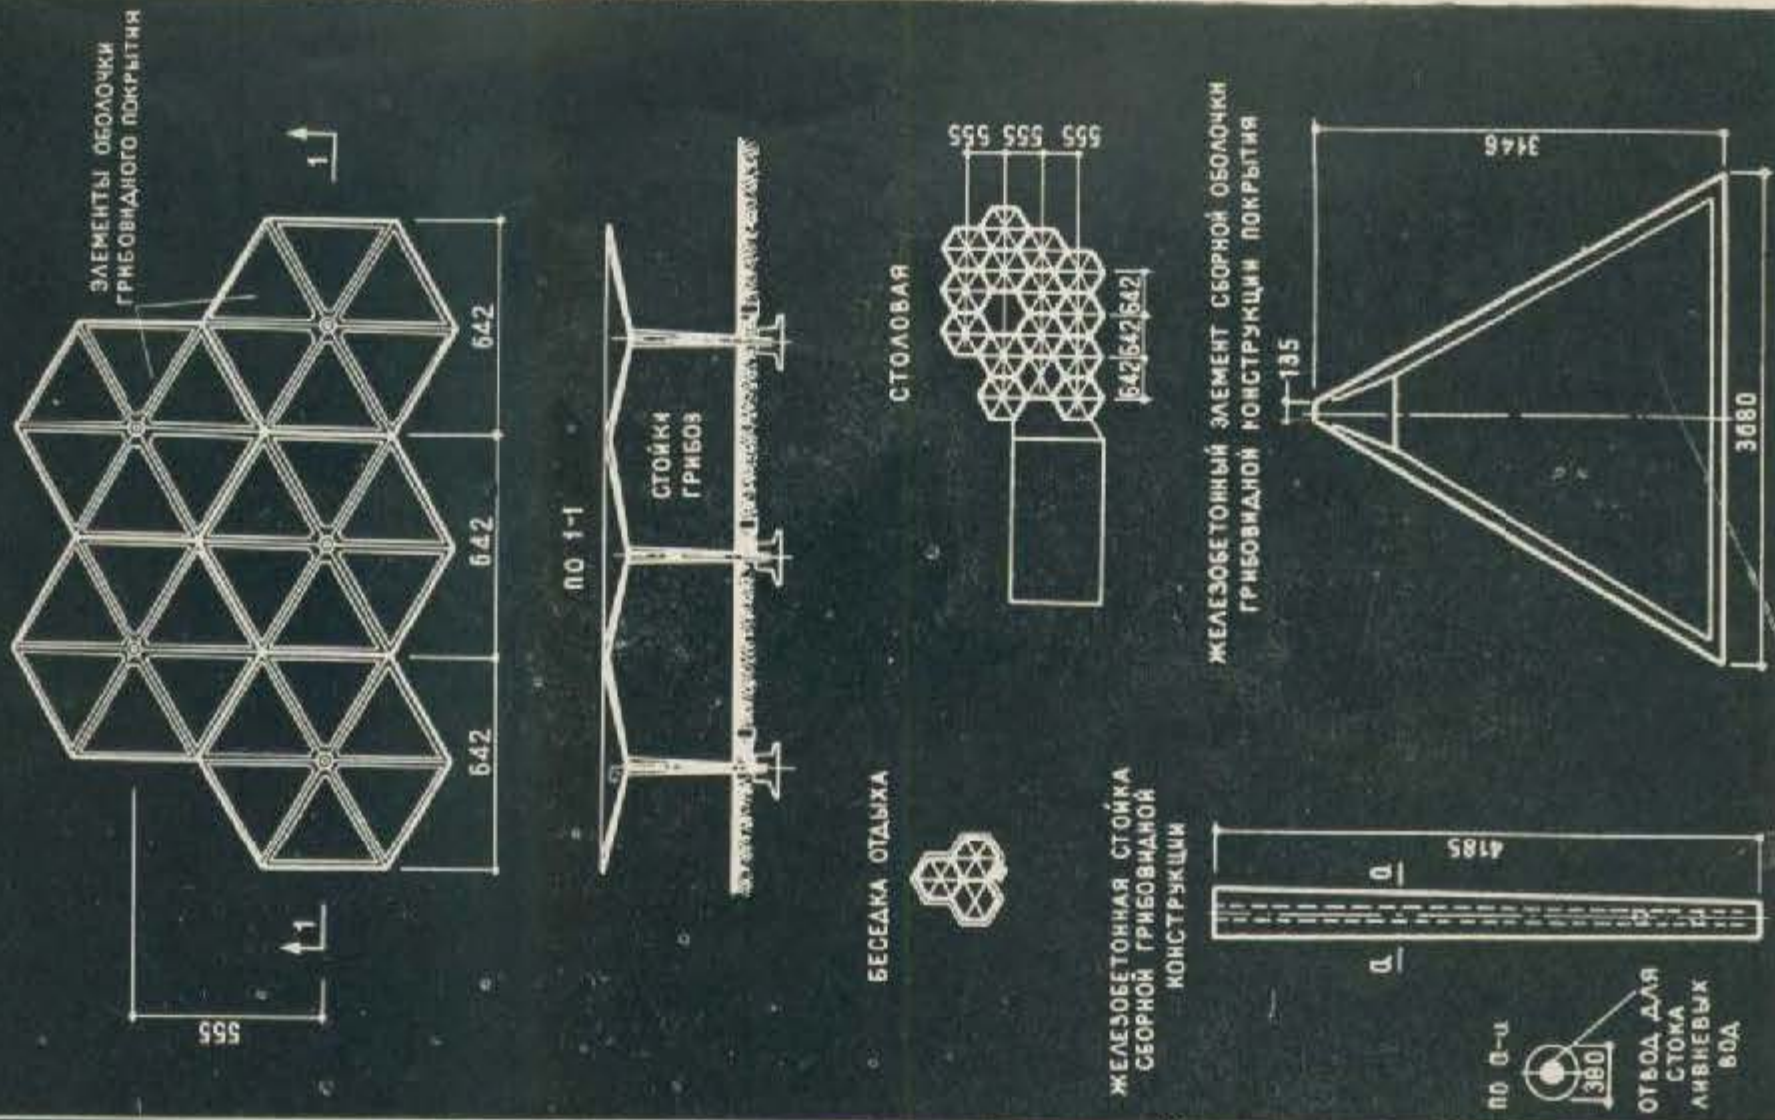 ЭЛЕМЕНТЫ ОБОЛОЧКИ
ГРИБОВИДНОГО ПОКРЫТИЯ
1
1
555
642
642
642
ПО 1-1
СТОЙКИ
ГРИБОВ
БЕСЕДКА ОТДЫХА
СТОЛОВАЯ
555 555 555 555
642 642 642
ЖЕЛЕЗОБЕТОННАЯ СТОЙКА
СБОРНОЙ ГРИБОВИДНОЙ
КОНСТРУКЦИИ
4185
а
а
ПО а-а
380
ОТВОД ДЛЯ
СТОКА
ЛИВНЕВЫХ
ВОД
ЖЕЛЕЗОБЕТОННЫЙ ЭЛЕМЕНТ СБОРНОЙ ОБОЛОЧКИ
ГРИБОВИДНОЙ КОНСТРУКЦИИ ПОКРЫТИЯ
135
3146
3680